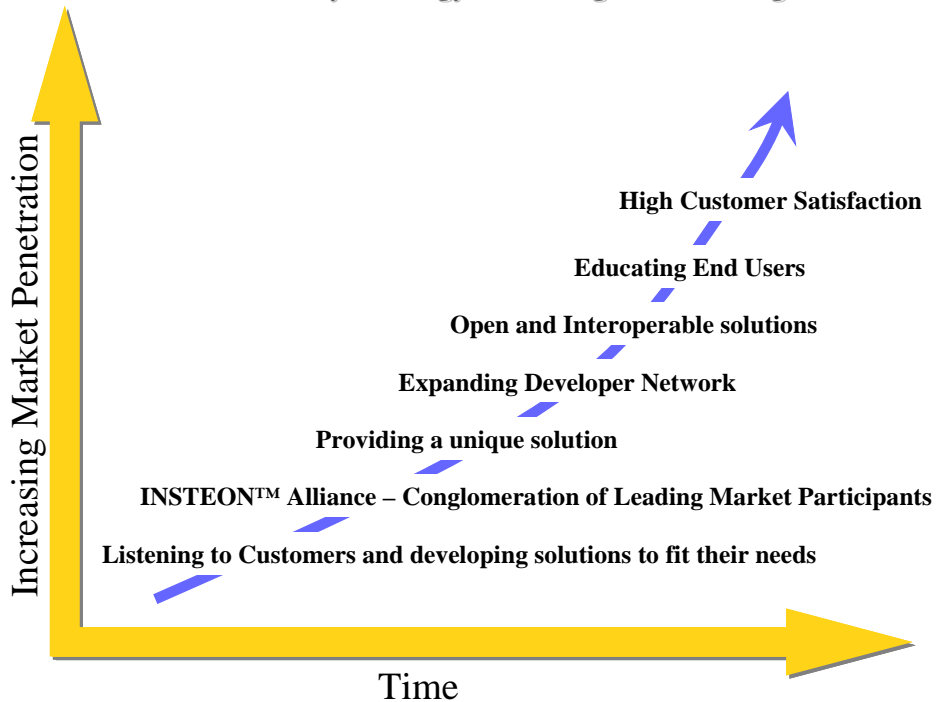 High Customer Satisfaction
Educating End Users
Open and Interoperable solutions
Expanding Developer Network
Providing a unique solution
INSTEON™ Alliance – Conglomeration of Leading Market Participants
Listening to Customers and developing solutions to fit their needs
Increasing Market Penetration
Time